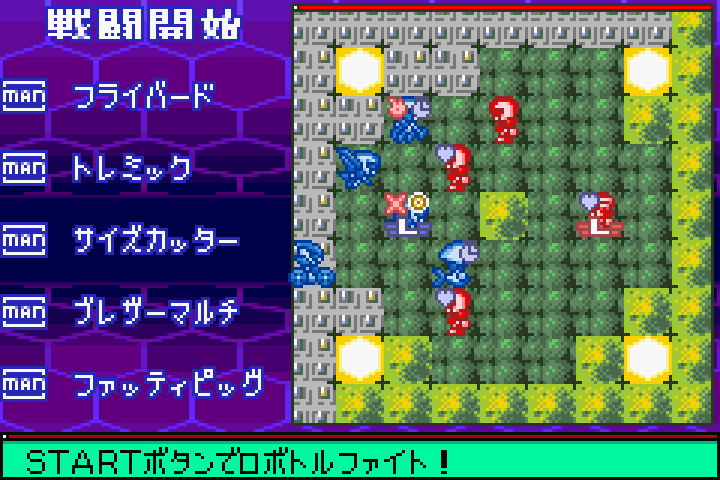 戦闘開始
MAN フライバード
MAN トレミック
MAN サイズカッター
MAN ブレザーマルチ
MAN ファッティピッグ
L
L
STARTボタンでロボトルファイト!